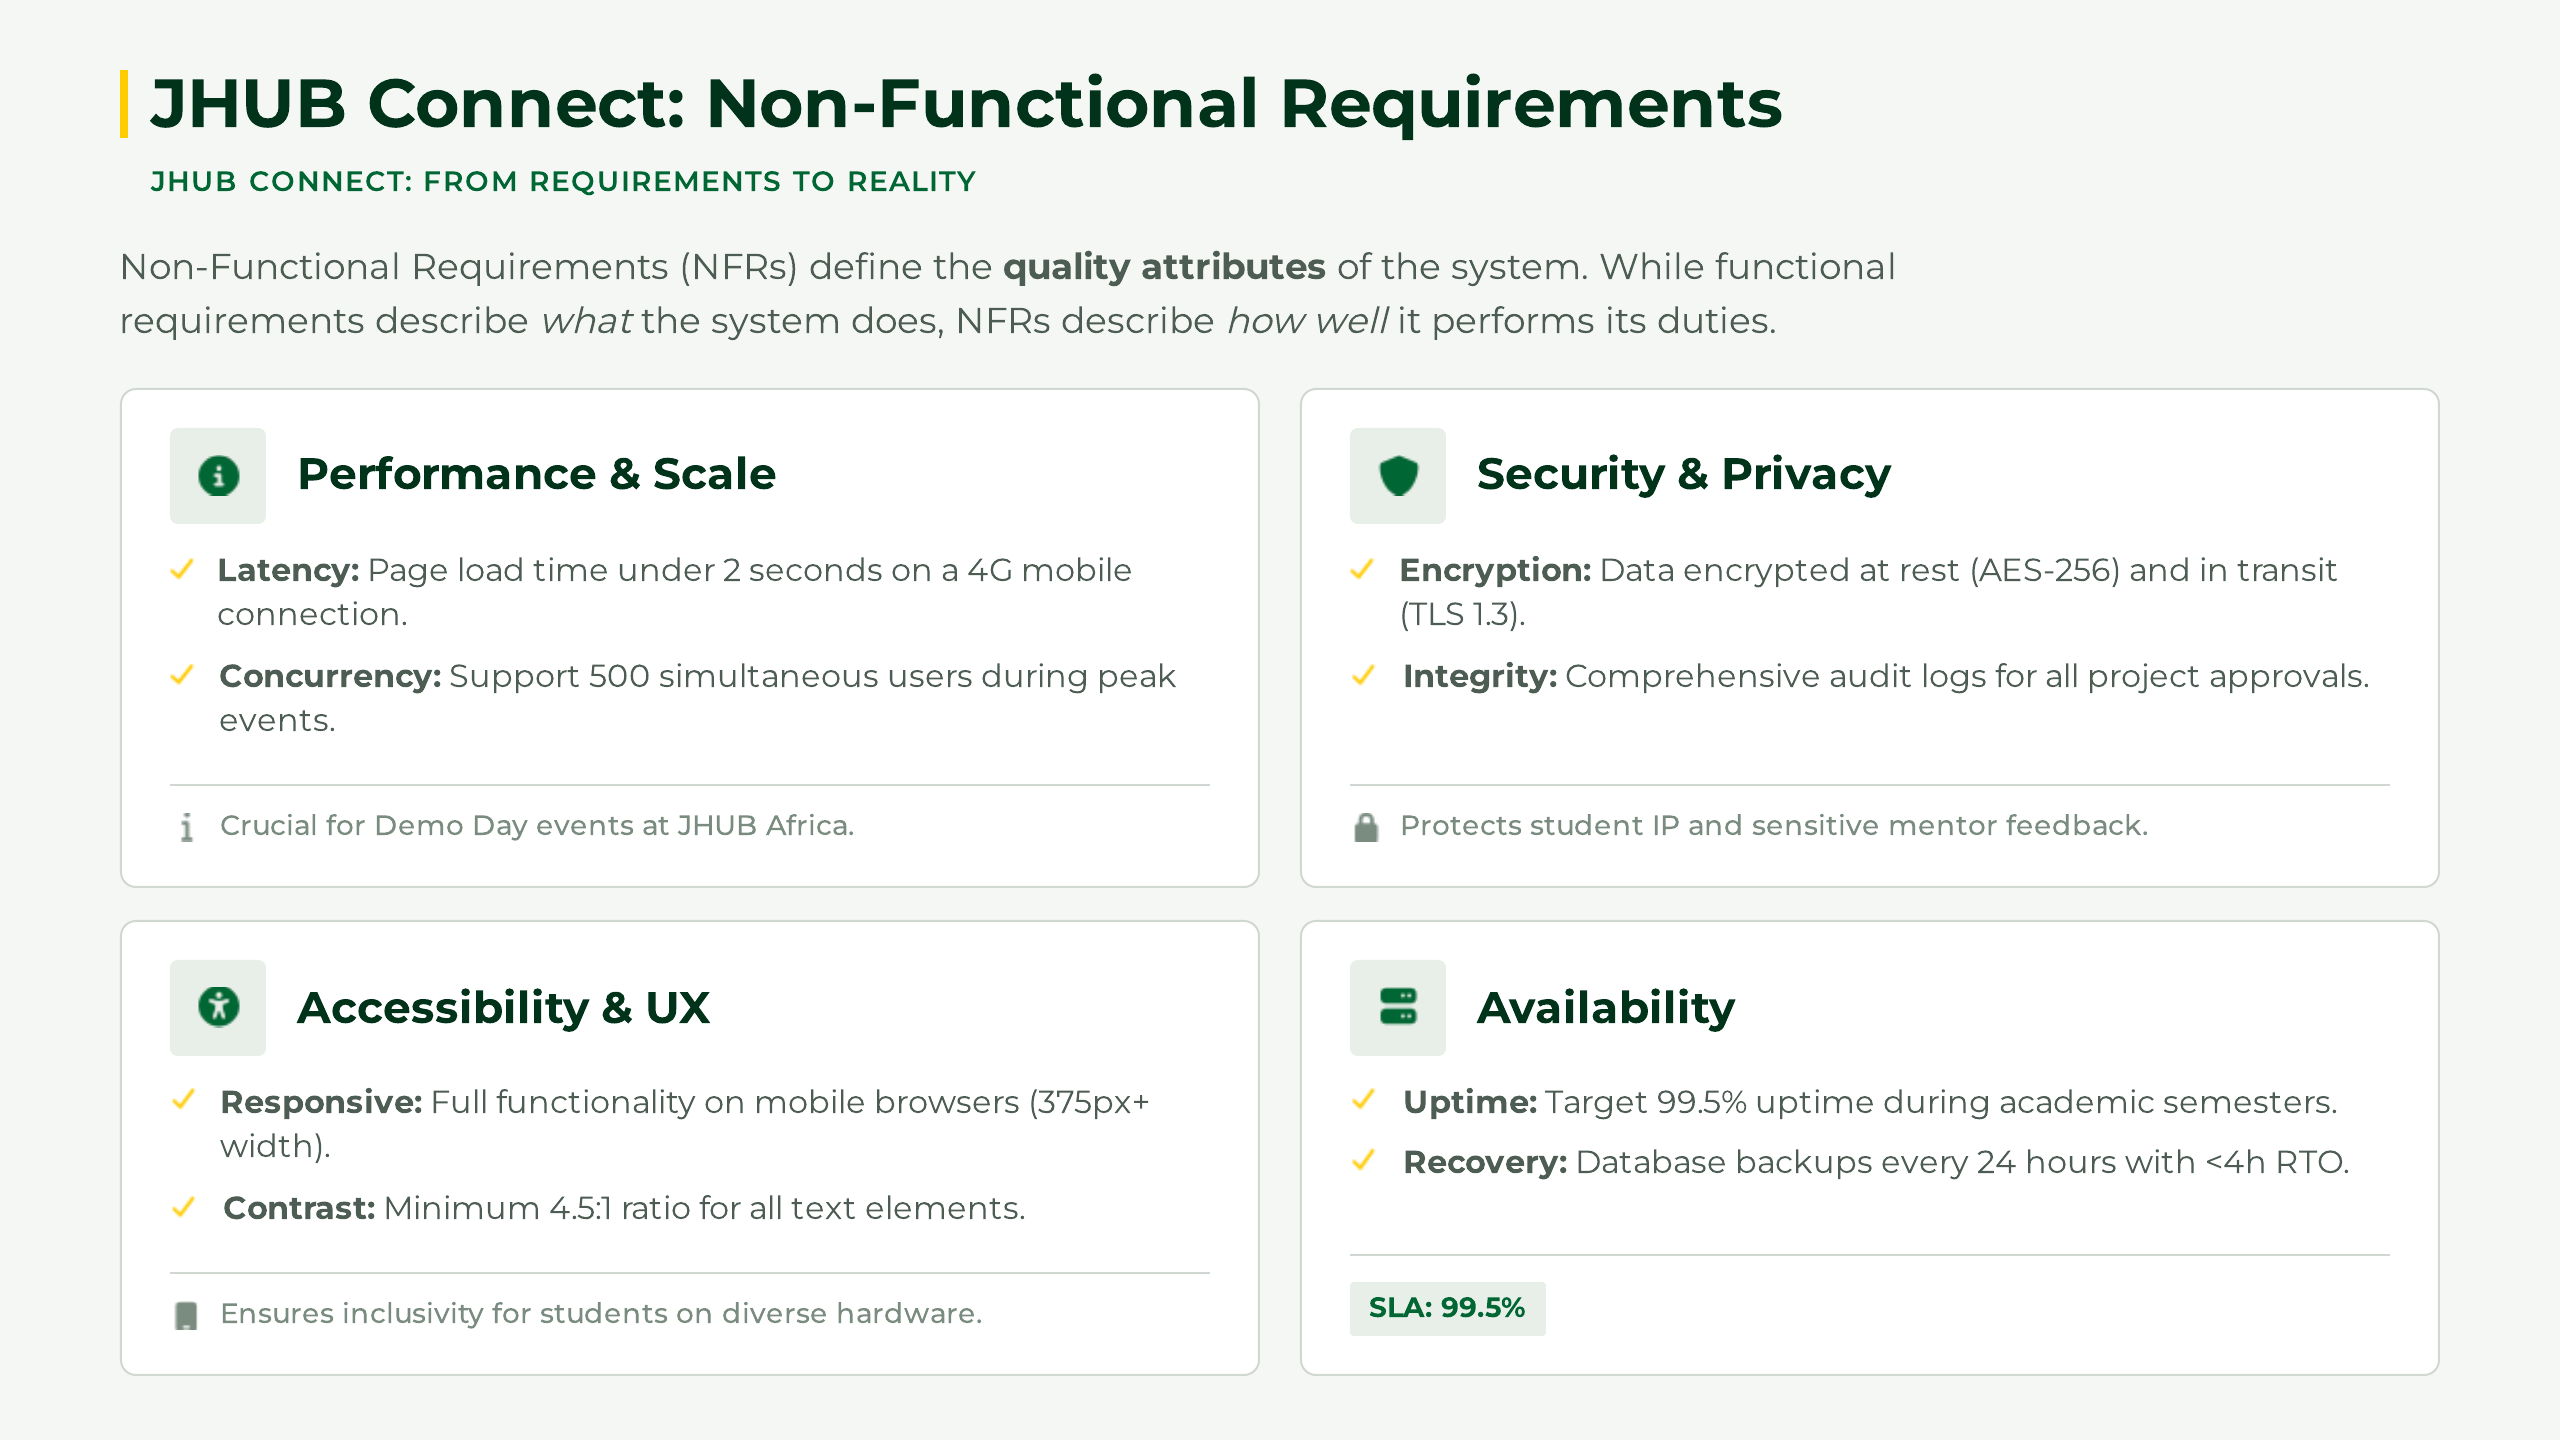 JHUB Connect: Non-Functional Requirements
JHUB CONNECT: FROM REQUIREMENTS TO REALITY
Non-Functional Requirements (NFRs) define the quality attributes of the system. While functional
requirements describe what the system does, NFRs describe how well it performs its duties.
Performance & Scale
Latency: Page load time under 2 seconds on a 4G mobile
connection.
Concurrency: Support 500 simultaneous users during peak
events.
Crucial for Demo Day events at JHUB Africa.
Security & Privacy
Encryption: Data encrypted at rest (AES-256) and in transit
(TLS 1.3).
Integrity: Comprehensive audit logs for all project approvals.
Protects student IP and sensitive mentor feedback.
Accessibility & UX
Responsive: Full functionality on mobile browsers (375px+
width).
Contrast: Minimum 4.5:1 ratio for all text elements.
Ensures inclusivity for students on diverse hardware.
Availability
Uptime: Target 99.5% uptime during academic semesters.
Recovery: Database backups every 24 hours with <4h RTO.
SLA: 99.5%